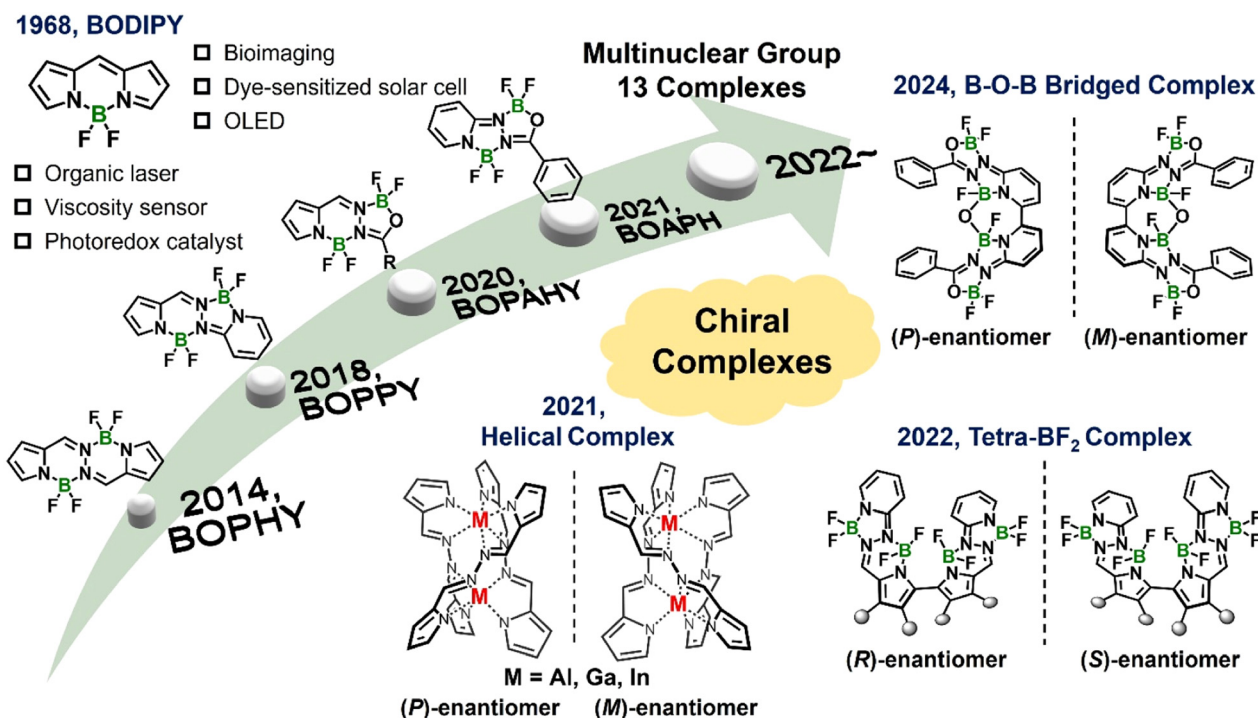 1968, BODIPY
N
B
N
F
F
Bioimaging
Dye-sensitized solar cell
OLED
Organic laser
Viscosity sensor
Photoredox catalyst
F
F
B
N
N
N
N
B
F
F
2014,
BOPHY
F
F
B
N
N
N
N
B
F
F
2018,
BOPPY
F
F
B
N
O
N
N
B
F
F
R
2020,
BOPAHY
F
F
B
N
O
N
N
B
F
F
2021,
BOAPH
Multinuclear Group
13 Complexes
2022~
Chiral
Complexes
2024, B-O-B Bridged Complex
F
F
O
B
N
N
F
B
N
O
F
B
N
N
N
O
B
F
F
(P)-enantiomer
F
F
B
O
N
N
N
B
F
O
F
N
B
N
N
B
O
F
F
(M)-enantiomer
2021,
Helical Complex
N
N
N
M
N
N
N
N
N
N
M
N
N
N
N
N
N
M
N
N
N
N
N
N
M
N
N
N
M = Al, Ga, In
(P)-enantiomer
(M)-enantiomer
2022, Tetra-BF2 Complex
N
N
F
B
N
F
F
B
N
N
F
N
B
F
F
N
B
F
F
N
N
N
(R)-enantiomer
N
N
F
B
N
F
F
B
N
N
F
N
B
F
F
N
B
F
F
N
N
N
(S)-enantiomer